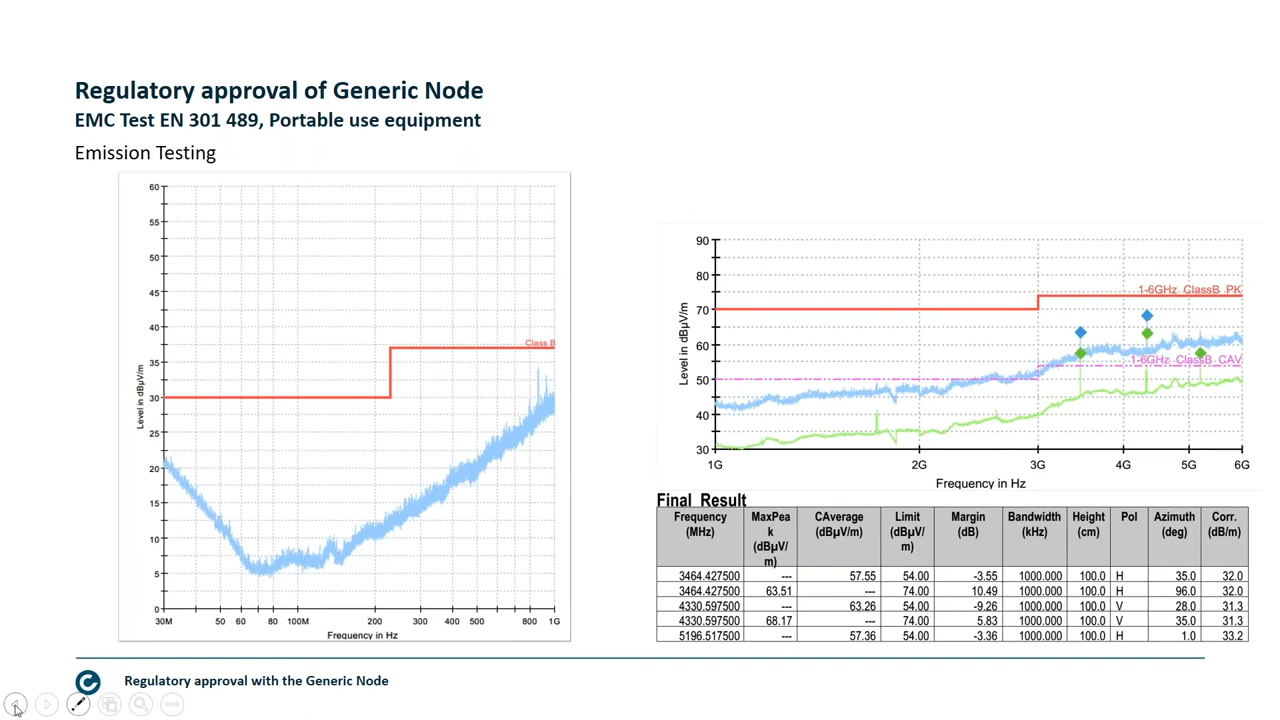 Regulatory approval of Generic Node
EMC Test EN 301 489, Portable use equipment
Emission Testing
60
55
50
45
40
35
30
25
20
15
10
5
0
Level in dBµV/m
Class B
30M 50 60 80 100M 200 300 400 500 800 1G
Frequency in Hz
90
80
70
60
50
40
30
Level in dBµV/m
1-6GHz ClassB PK
1-6GHz ClassB CAV
1G 2G 3G 4G 5G 6G
Frequency in Hz
Final Result
Frequency MaxPea CAverage Limit Margin Bandwidth Height Pol Azimuth Corr.
(MHz) k (dBµV/m) (dBµV/ (dB) (kHz) (cm) (deg) (dB/m)
(dBµV/ m)
m)
3464.427500 --- 57.55 54.00 -3.55 1000.000 100.0 H 35.0 32.0
3464.427500 63.51 --- 74.00 10.49 1000.000 100.0 H 96.0 32.0
4330.597500 --- 63.26 54.00 -9.26 1000.000 100.0 V 28.0 31.3
4330.597500 68.17 --- 74.00 5.83 1000.000 100.0 V 35.0 31.3
5196.517500 --- 57.36 54.00 -3.36 1000.000 100.0 H 1.0 33.2
Regulatory approval with the Generic Node